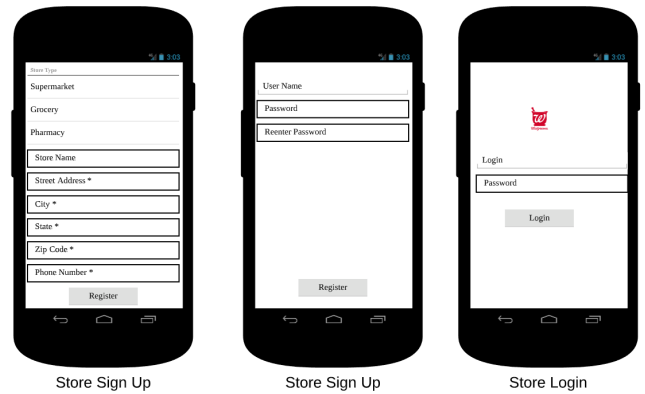 3:03
Store Type
Supermarket
Grocery
Pharmacy
Store Name
Street Address *
City *
State *
Zip Code *
Phone Number *
Register
Store Sign Up
3:03
User Name
Password
Reenter Password
Register
Store Sign Up
3:03
W
Walgreens
Login
Password
Login
Store Login